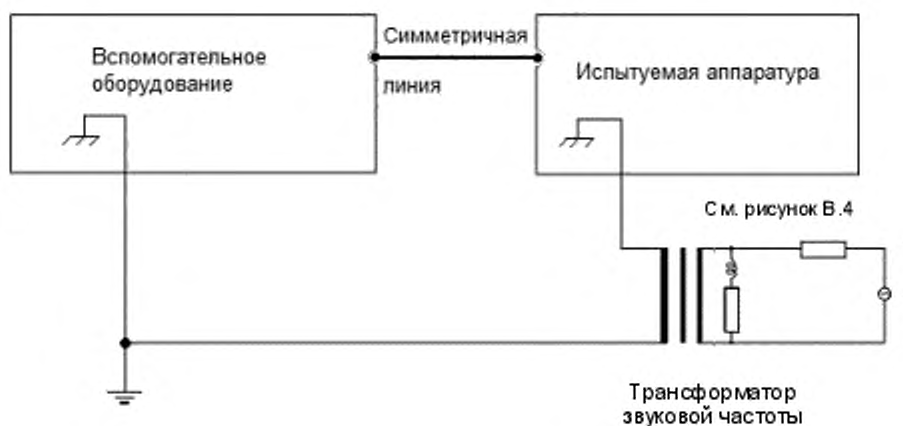 Вспомогательное
оборудование
Симметричная
линия
Испытуемая аппаратура
См. рисунок В.4
Трансформатор
звуковой частоты